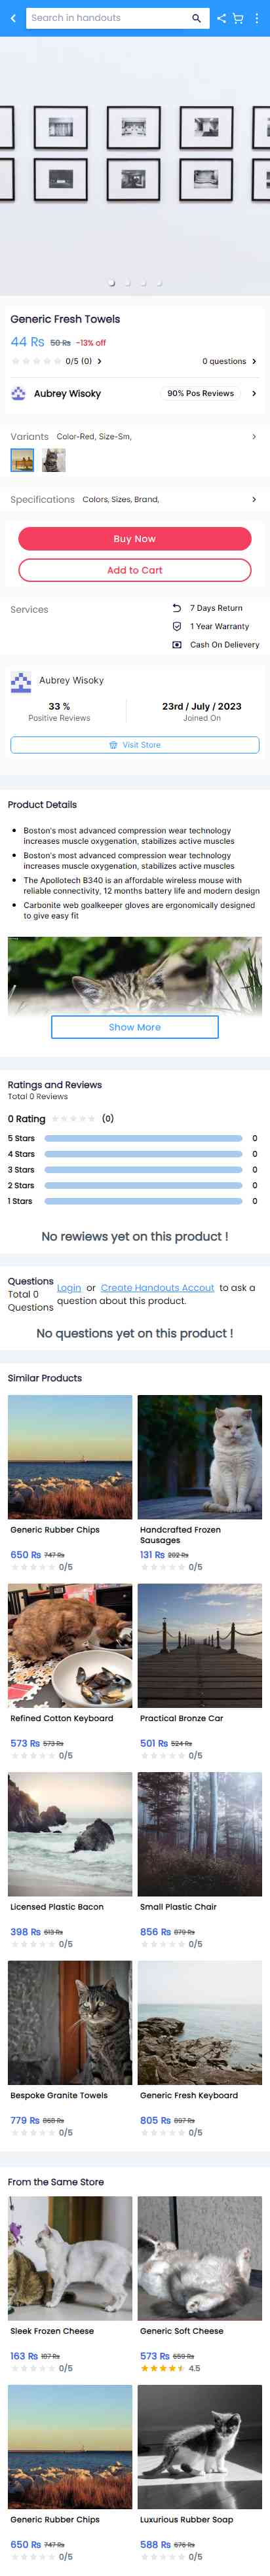 Search in handouts
Generic Fresh Towels
44 Rs 50 Rs -13% off
0/5 (0) 0 questions
Aubrey Wisoky 90% Pos Reviews
Variants Color-Red, Size-Sm,
Specifications Colors, Sizes, Brand,
Buy Now
Add to Cart
Services 7 Days Return
1 Year Warranty
Cash On Delievery
Aubrey Wisoky
33 % 23rd / July / 2023
Positive Reviews Joined On
Visit Store
Product Details
Boston's most advanced compression wear technology
increases muscle oxygenation, stabilizes active muscles
Boston's most advanced compression wear technology
increases muscle oxygenation, stabilizes active muscles
The Apollotech B340 is an affordable wireless mouse with
reliable connectivity, 12 months battery life and modern design
Carbonite web goalkeeper gloves are ergonomically designed
to give easy fit
Show More
Ratings and Reviews
Total 0 Reviews
0 Rating (0)
5 Stars 0
4 Stars 0
3 Stars 0
2 Stars 0
1 Stars 0
No rewiews yet on this product !
Questions
Total 0
Questions
Login or Create Handouts Accout to ask a
question about this product.
No questions yet on this product !
Similar Products
Generic Rubber Chips
650 Rs 747 Rs
0/5
Handcrafted Frozen
Sausages
131 Rs 202 Rs
0/5
Refined Cotton Keyboard
573 Rs 573 Rs
0/5
Practical Bronze Car
501 Rs 524 Rs
0/5
Licensed Plastic Bacon
398 Rs 613 Rs
0/5
Small Plastic Chair
856 Rs 879 Rs
0/5
Bespoke Granite Towels
779 Rs 868 Rs
0/5
Generic Fresh Keyboard
805 Rs 897 Rs
0/5
From the Same Store
Sleek Frozen Cheese
163 Rs 187 Rs
0/5
Generic Soft Cheese
573 Rs 659 Rs
4.5
Generic Rubber Chips
650 Rs 747 Rs
0/5
Luxurious Rubber Soap
588 Rs 676 Rs
0/5